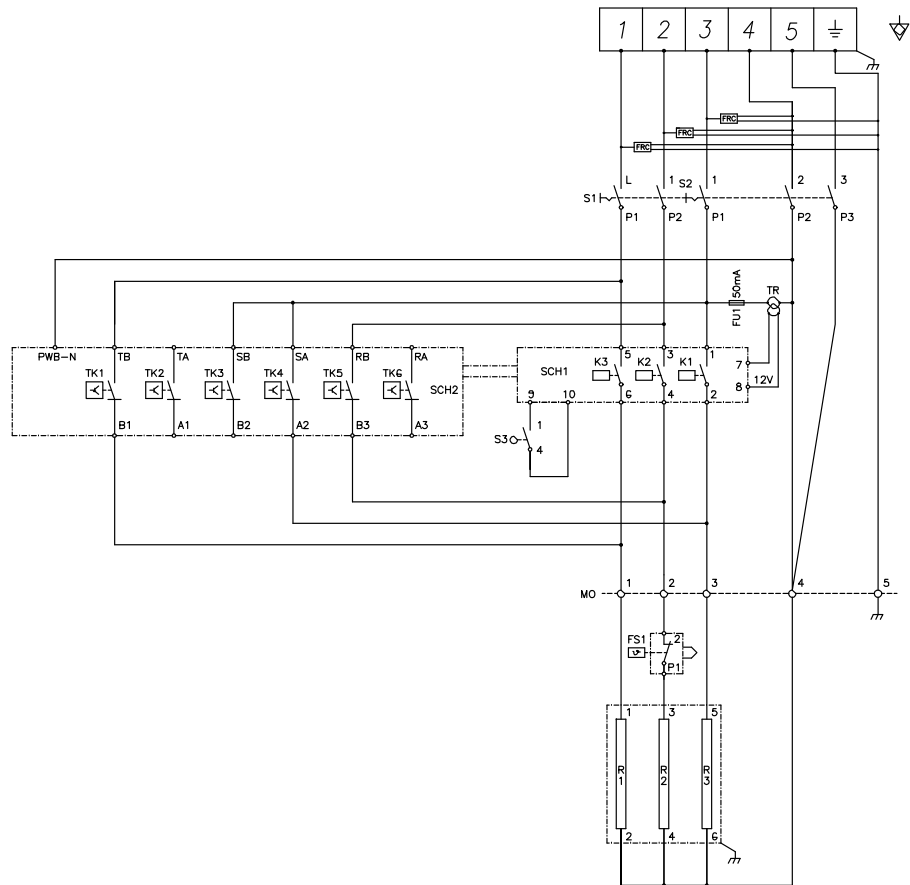 1 2 3 4 5
FRC
FRC
FRC
L 1 S2 1 2 3
S1
P1 P2 P1 P2 P3
50mA TR
FU1
PWB-N TB TA SB SA RB RA
5 3 1
TK1 TK2 TK3 TK4 TK5 TK6
SCH2
SCH1
K3 K2 K1
7
8 12V
9 10
6 4 2
B1 A1 B2 A2 B3 A3
S3 1
4
MO 1 2 3 4 5
FS1 2
P1
1 3 5
R1 R2 R3
2 4 6